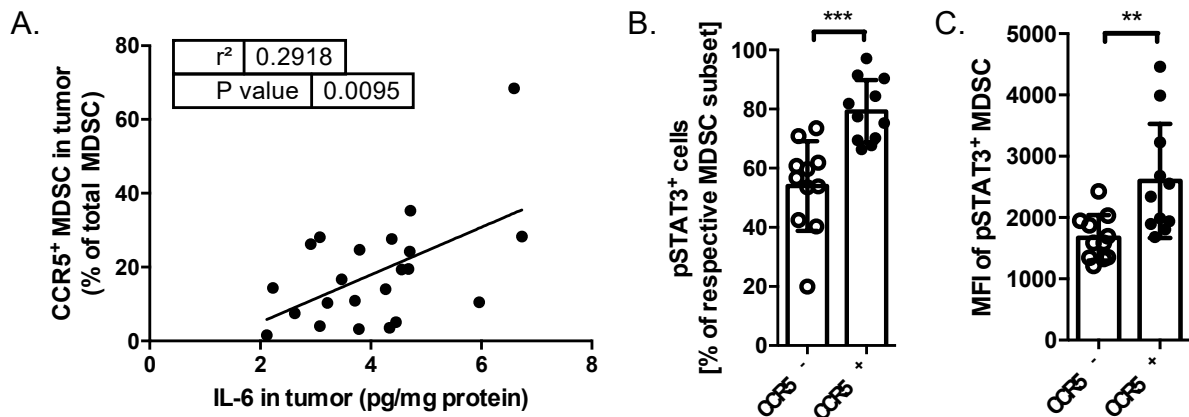 A.
CCR5⁺ MDSC in tumor
(% of total MDSC)
80
60
40
20
0
r² 0.2918
P value 0.0095
0 2 4 6 8
IL-6 in tumor (pg/mg protein)
B.
***
pSTAT3⁺ cells
[% of respective MDSC subset]
100
80
60
40
20
0
CCR5 -
CCR5 +
C.
**
MFI of pSTAT3⁺ MDSC
5000
4000
3000
2000
1000
0
CCR5 -
CCR5 +